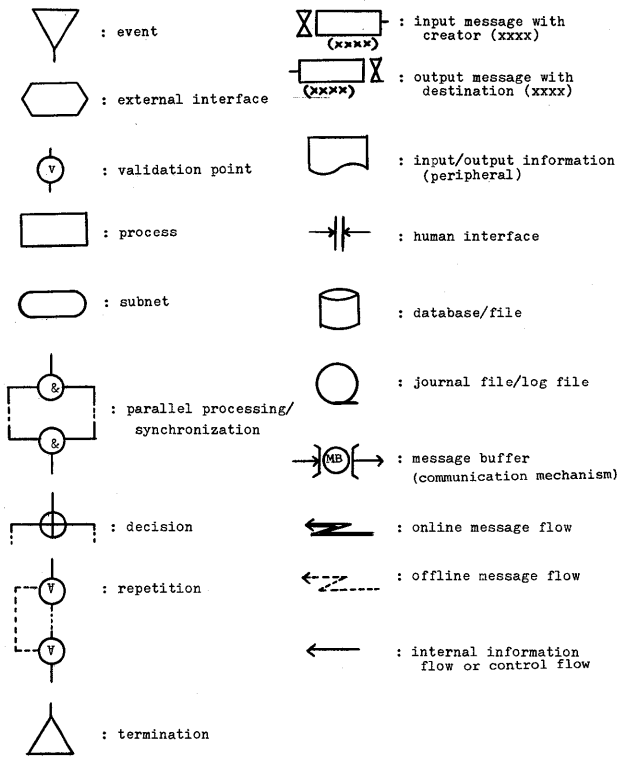 : event
: external interface
V
: validation point
: process
: subnet
&
: parallel processing/
synchronization
&
: decision
∀
: repetition
∀
: termination
: input message with
(xxxx)
creator (xxxx)
: output message with
(xxxx)
destination (xxxx)
: input/output information
(peripheral)
: human interface
: database/file
: journal file/log file
MB
: message buffer
(communication mechanism)
: online message flow
: offline message flow
: internal information
flow or control flow